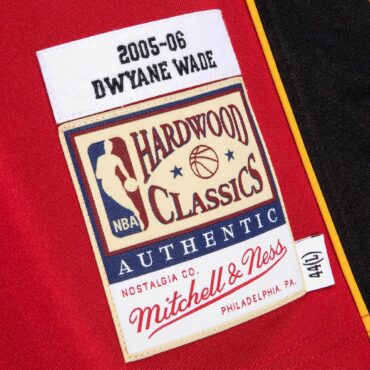 2005-06
DWYANE WADE
HARDWOOD
CLASSICS
NBA
AUTHENTIC
NOSTALGIA CO.
Mitchell & Ness
PHILADELPHIA, PA.
44(L)